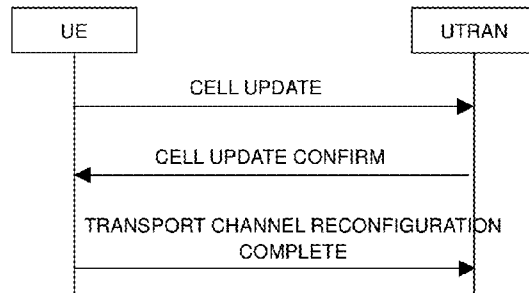 UE
UTRAN
CELL UPDATE
CELL UPDATE CONFIRM
TRANSPORT CHANNEL RECONFIGURATION
COMPLETE